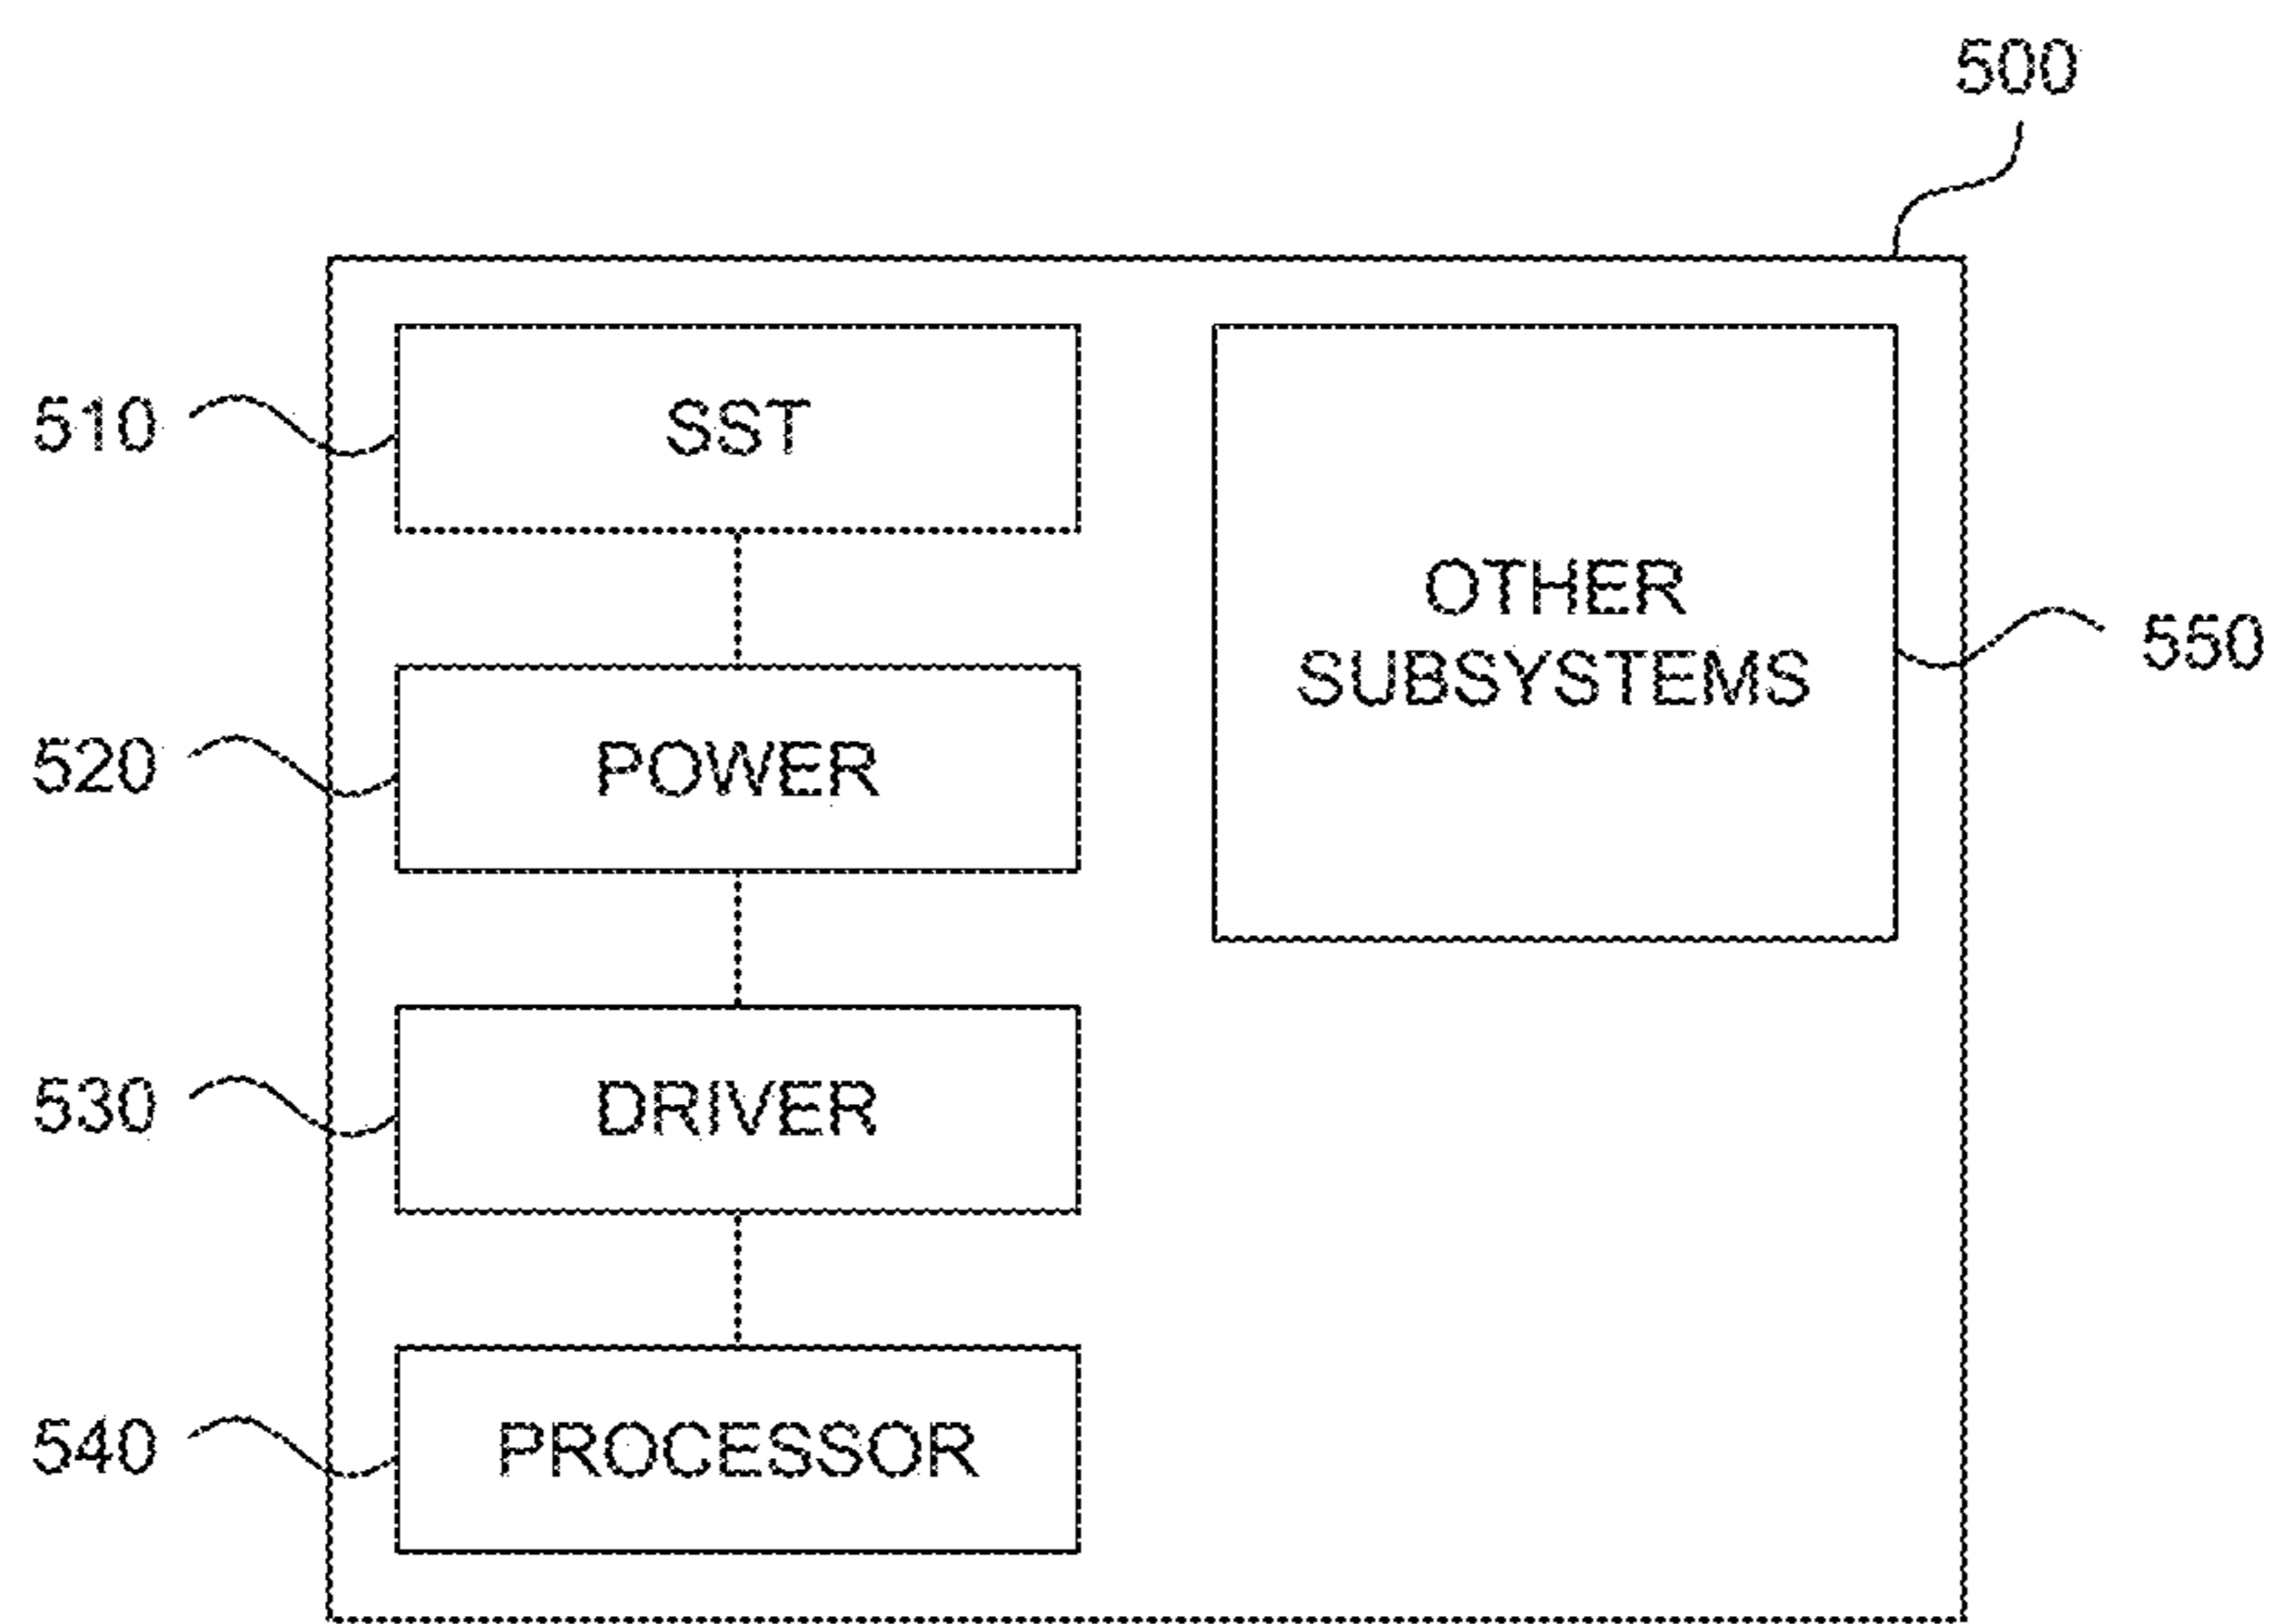 500
510
SST
OTHER
SUBSYSTEMS
550
520
POWER
530
DRIVER
540
PROCESSOR